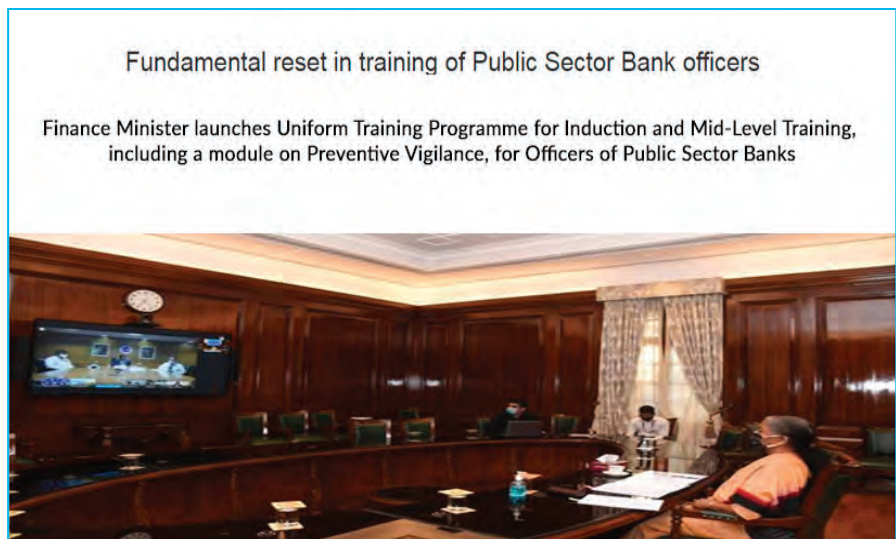 Fundamental reset in training of Public Sector Bank officers
Finance Minister launches Uniform Training Programme for Induction and Mid-Level Training,
including a module on Preventive Vigilance, for Officers of Public Sector Banks